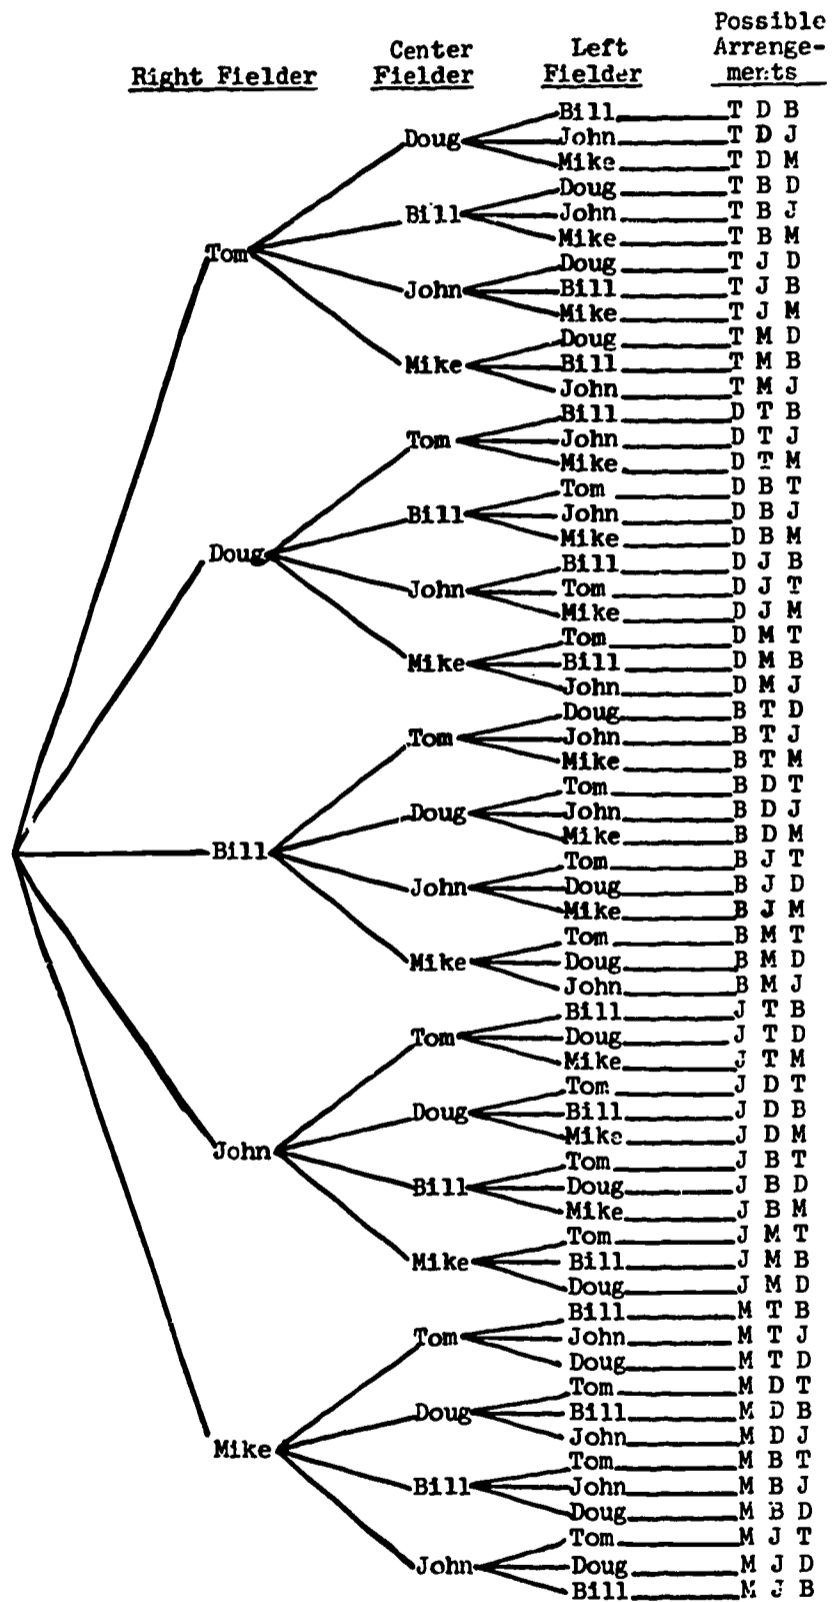 Possible
Center Left Arrange-
Right Fielder Fielder Fielder ments
Bill T D B
Doug John T D J
Mike T D M
Doug T B D
Bill John T B J
Mike T B M
Tom Doug T J D
John Bill T J B
Mike T J M
Doug T M D
Mike Bill T M B
John T M J
Bill D T B
Tom John D T J
Mike D T M
Tom D B T
Bill John D B J
Mike D B M
Doug Bill D J B
John Tom D J T
Mike D J M
Tom D M T
Mike Bill D M B
John D M J
Doug B T D
Tom John B T J
Mike B T M
Tom B D T
Doug John B D J
Mike B D M
Bill Tom B J T
John Doug B J D
Mike B J M
Tom B M T
Mike Doug B M D
John B M J
Bill J T B
Tom Doug J T D
Mike J T M
Tom J D T
Doug Bill J D B
Mike J D M
John Tom J B T
Bill Doug J B D
Mike J B M
Tom J M T
Mike Bill J M B
Doug J M D
Bill M T B
Tom John M T J
Doug M T D
Tom M D T
Doug Bill M D B
John M D J
Mike Tom M B T
Bill John M B J
Doug M B D
Tom M J T
John Doug M J D
Bill M J B